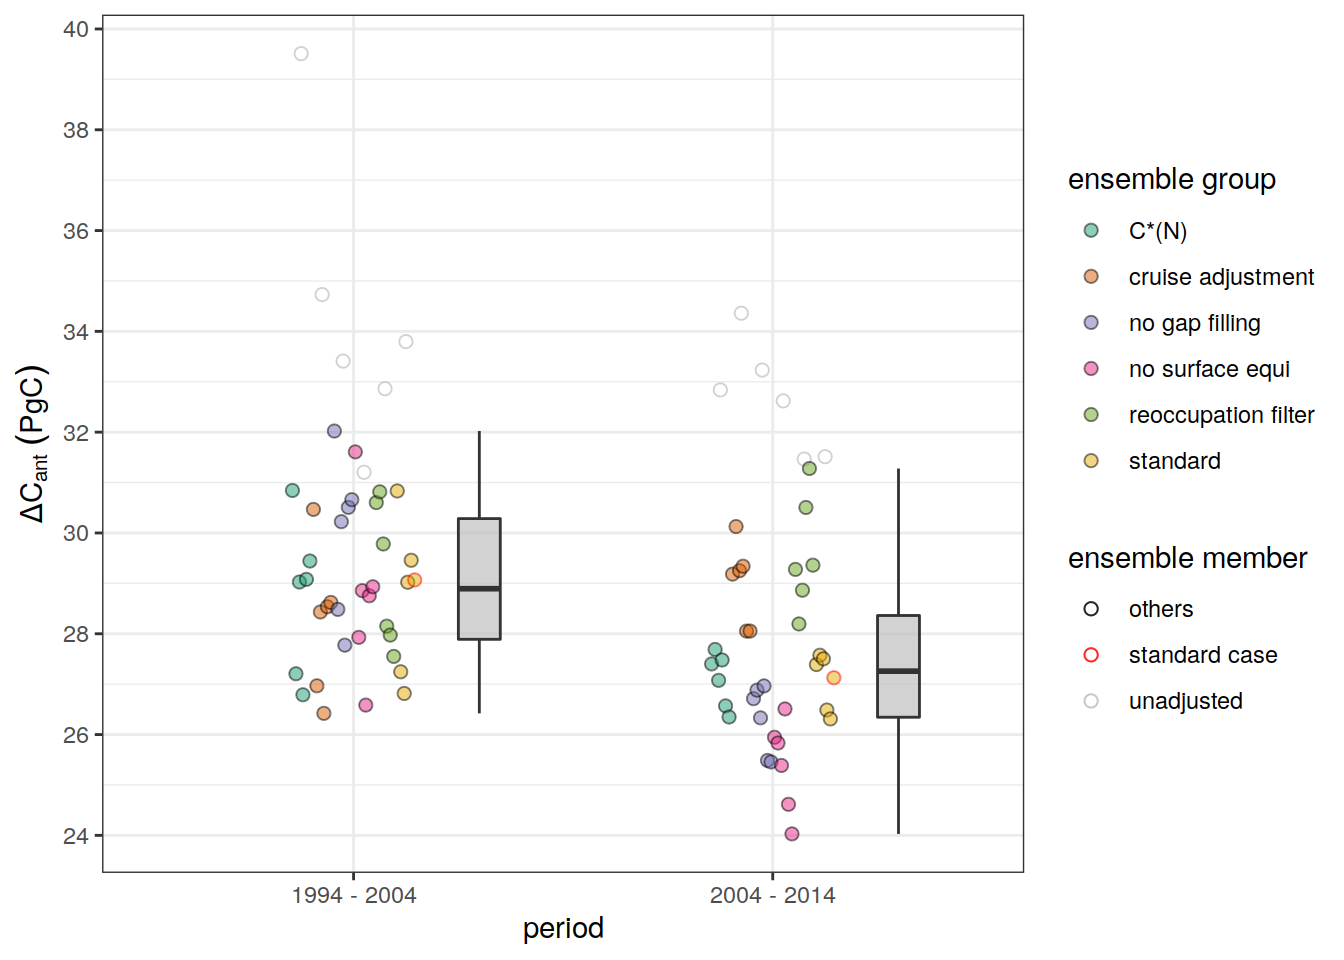 40
38
36
34
32
30
28
26
24
ΔCant (PgC)
1994 - 2004
2004 - 2014
period
ensemble group
C*(N)
cruise adjustment
no gap filling
no surface equi
reoccupation filter
standard
ensemble member
others
standard case
unadjusted